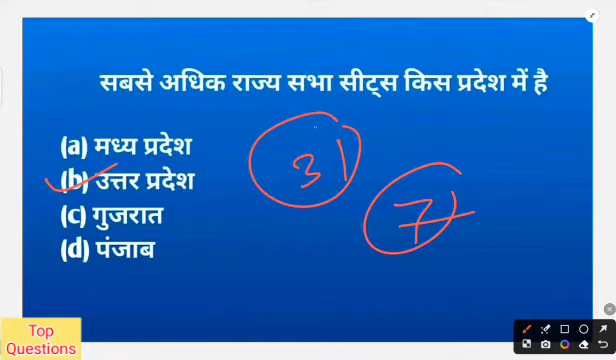 सबसे अधिक राज्य सभा सीट्स किस प्रदेश में है
(a) मध्य प्रदेश
(b) उत्तर प्रदेश
(c) गुजरात
(d) पंजाब
31
7
Top
Questions